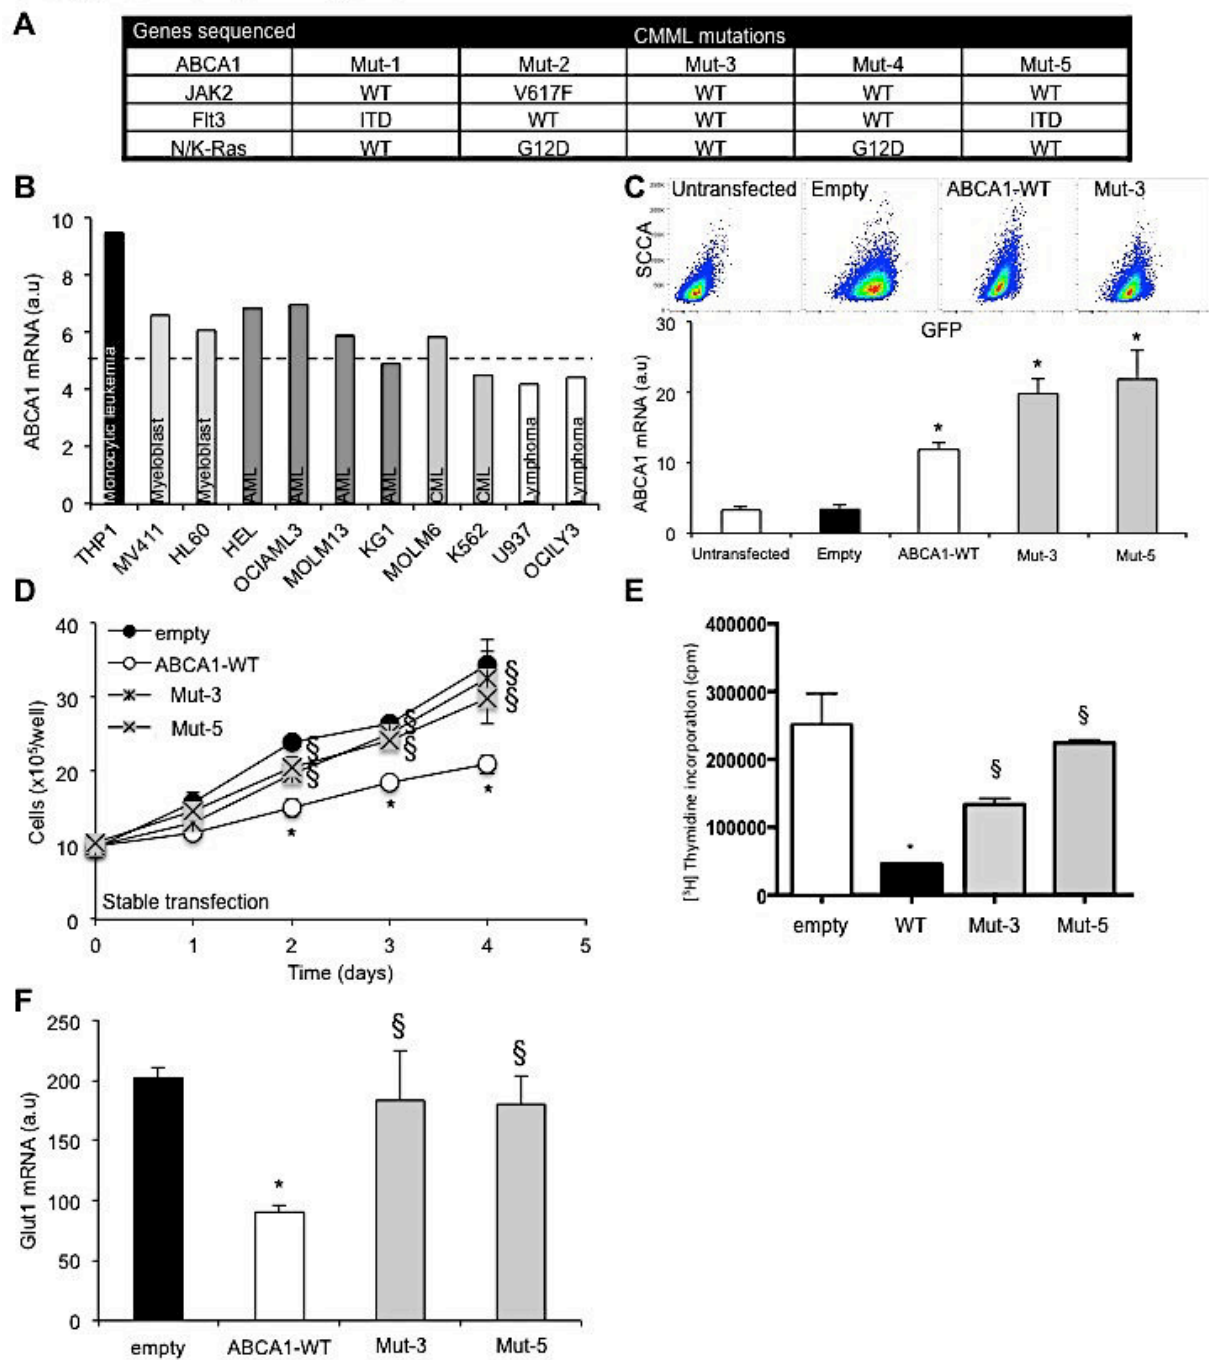 A
Genes sequenced CMML mutations
ABCA1 Mut-1 Mut-2 Mut-3 Mut-4 Mut-5
JAK2 WT V617F WT WT WT
Flt3 ITD WT WT WT ITD
N/K-Ras WT G12D WT G12D WT
B
ABCA1 mRNA (a.u)
10
8
6
4
2
0
Monocytic leukemia
Myeloblast
Myeloblast
AML
AML
AML
AML
CML
CML
Lymphoma
Lymphoma
THP1 MV411 HL60 HEL OCIAML3 MOLM13 KG1 MOLM6 K562 U937 OCILY3
C
Untransfected Empty ABCA1-WT Mut-3
SCCA
GFP
ABCA1 mRNA (a.u)
30
20
10
0
* * *
Untransfected Empty ABCA1-WT Mut-3 Mut-5
D
Cells (x10⁵/well)
40
30
20
10
0
empty
ABCA1-WT
Mut-3
Mut-5
§ § § § § §
* * *
Stable transfection
0 1 2 3 4 5
Time (days)
E
[³H] Thymidine incorporation (cpm)
400000
300000
200000
100000
0
* § §
empty WT Mut-3 Mut-5
F
Glut1 mRNA (a.u)
250
200
150
100
50
0
* § §
empty ABCA1-WT Mut-3 Mut-5